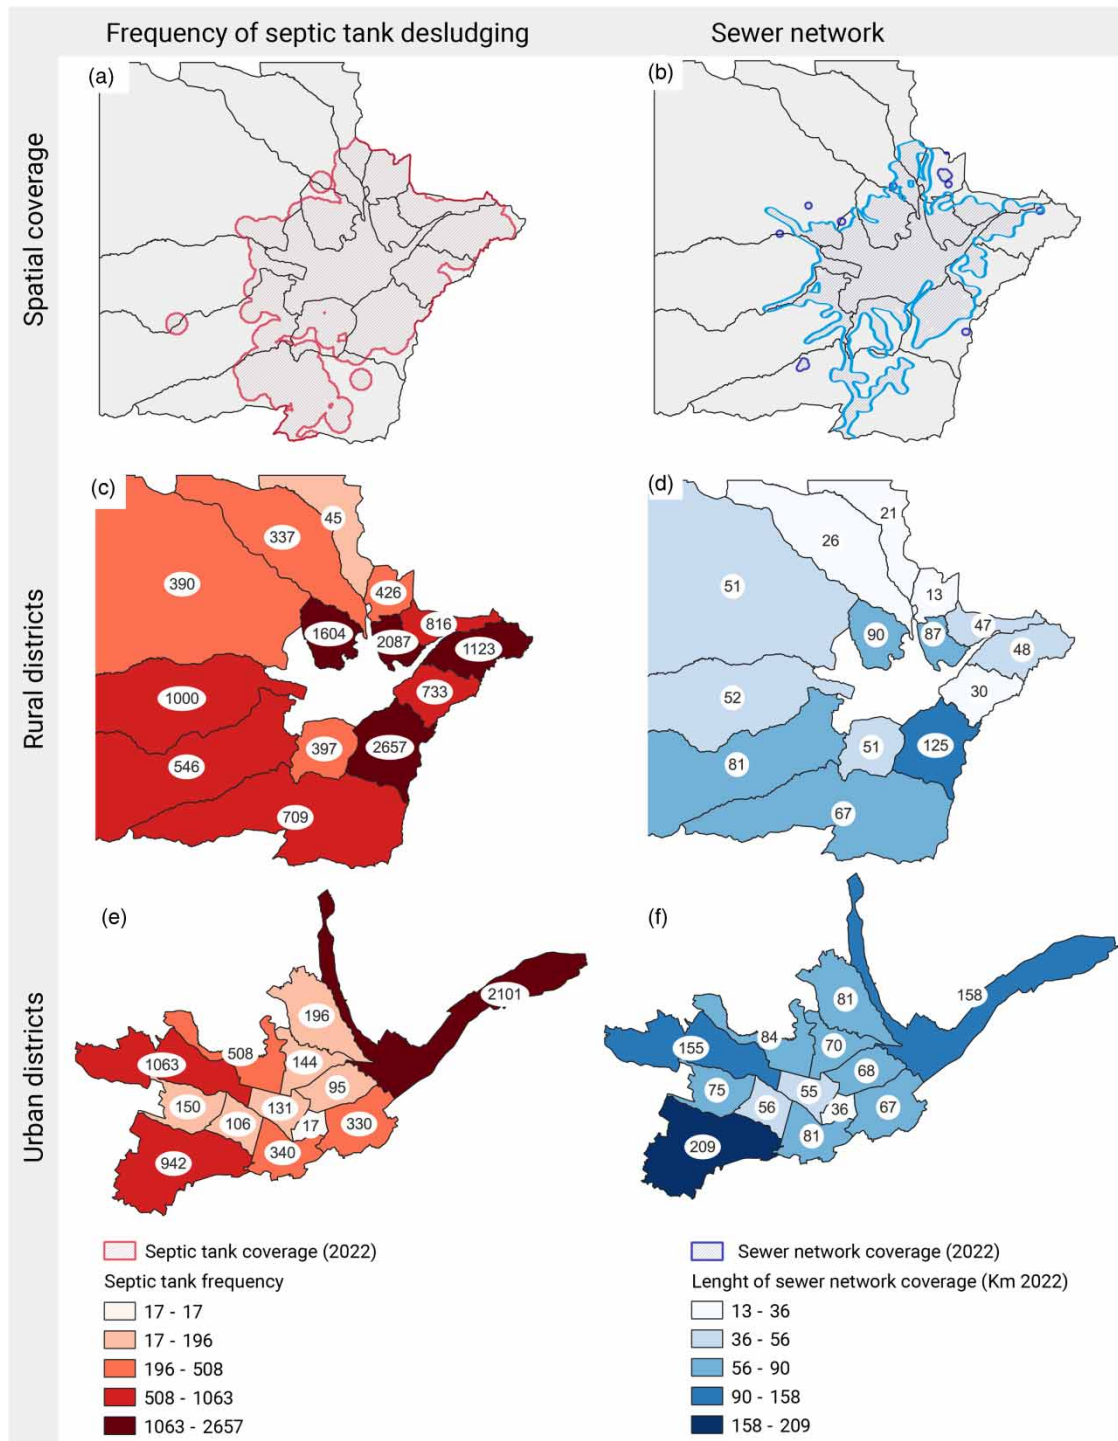 Frequency of septic tank desludging
Sewer network
Spatial coverage
(a)
(b)
Rural districts
(c)
45
337
390
426
816
1604
2087
1123
733
1000
397
2657
546
709
(d)
21
26
51
13
47
90
87
48
30
52
51
125
81
67
Urban districts
(e)
2101
196
508
1063
144
95
150
131
106
17
330
340
942
(f)
158
81
84
155
70
68
75
55
56
36
67
81
209
Septic tank coverage (2022)
Septic tank frequency
17 - 17
17 - 196
196 - 508
508 - 1063
1063 - 2657
Sewer network coverage (2022)
Lenght of sewer network coverage (Km 2022)
13 - 36
36 - 56
56 - 90
90 - 158
158 - 209